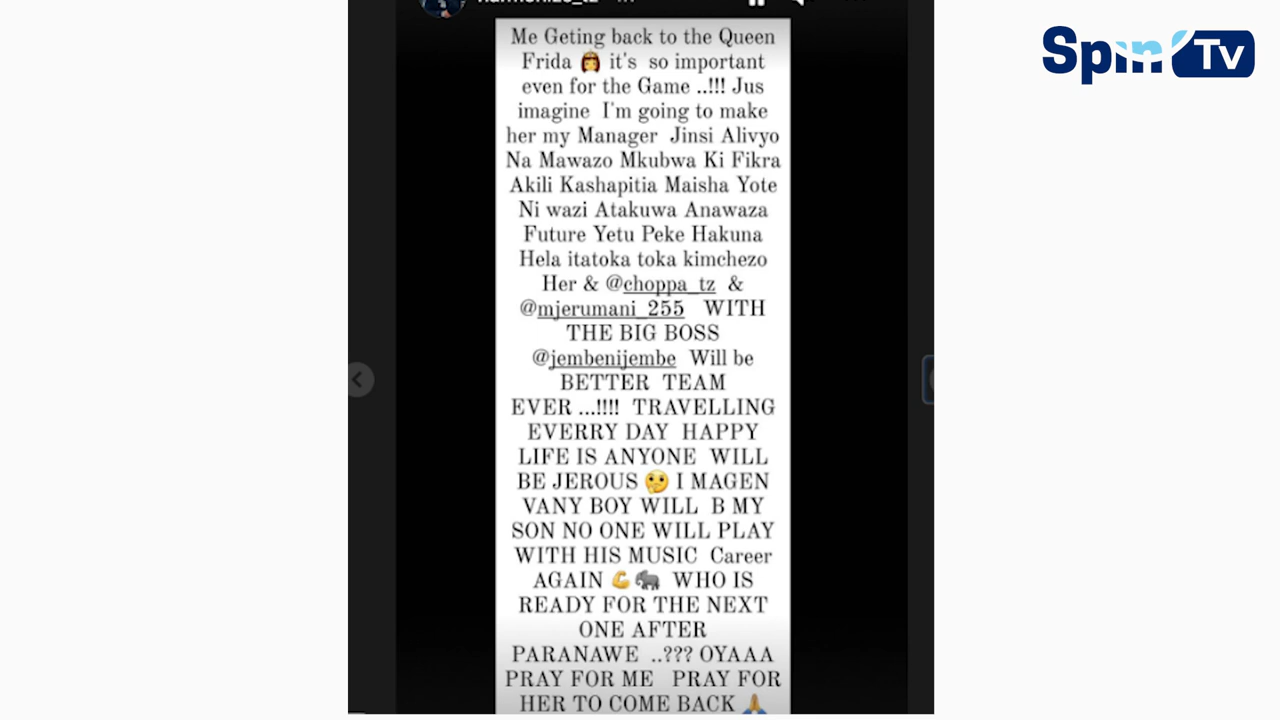 Spin Tv
Me Geting back to the Queen
Frida 👸 it's so important
even for the Game ..!!! Jus
imagine I'm going to make
her my Manager Jinsi Alivyo
Na Mawazo Mkubwa Ki Fikra
Akili Kashapitia Maisha Yote
Ni wazi Atakuwa Anawaza
Future Yetu Peke Hakuna
Hela itatoka toka kimchezo
Her & @choppa_tz &
@mjerumani_255 WITH
THE BIG BOSS
@jembenijembe Will be
BETTER TEAM
EVER ...!!!! TRAVELLING
EVERRY DAY HAPPY
LIFE IS ANYONE WILL
BE JEROUS 🤔 I MAGEN
VANY BOY WILL B MY
SON NO ONE WILL PLAY
WITH HIS MUSIC Career
AGAIN 💪🐘 WHO IS
READY FOR THE NEXT
ONE AFTER
PARANAWE ..??? OYAAA
PRAY FOR ME PRAY FOR
HER TO COME BACK 🙏